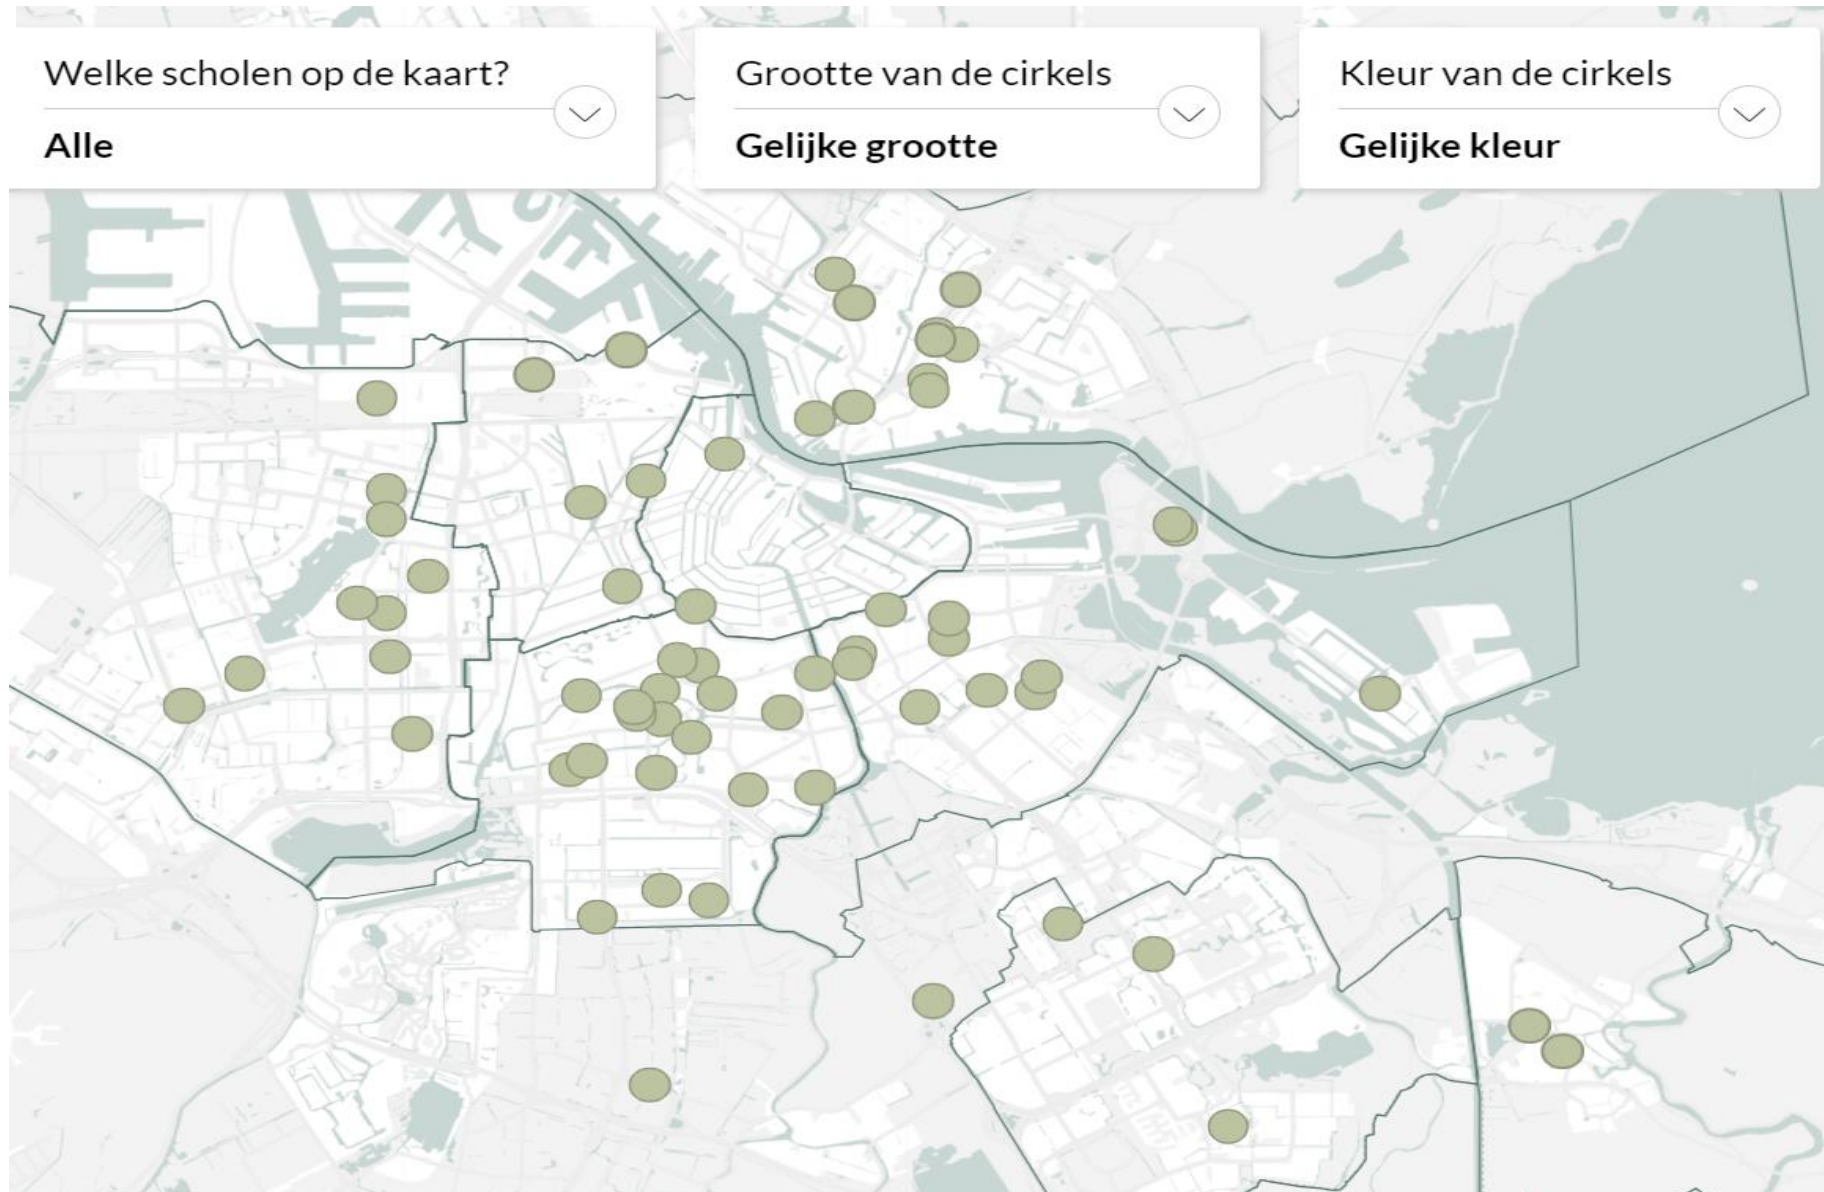 Welke scholen op de kaart?
Alle
Grootte van de cirkels
Gelijke grootte
Kleur van de cirkels
Gelijke kleur